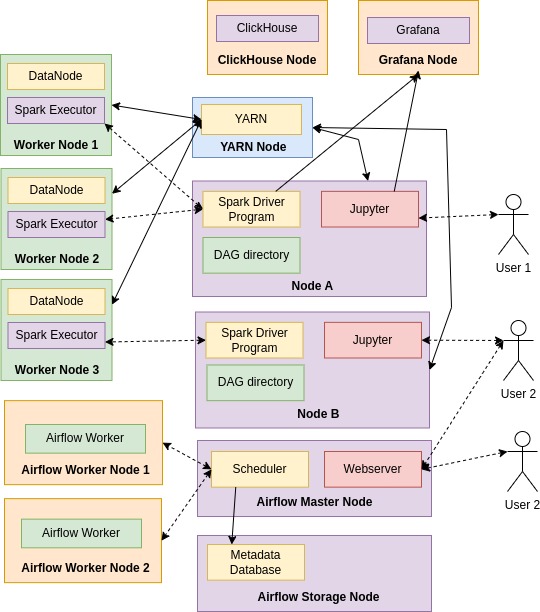 ClickHouse
ClickHouse Node
Grafana
Grafana Node
DataNode
Spark Executor
Worker Node 1
YARN
YARN Node
DataNode
Spark Executor
Worker Node 2
Spark Driver
Program
Jupyter
DAG directory
Node A
User 1
DataNode
Spark Executor
Worker Node 3
Spark Driver
Program
Jupyter
DAG directory
Node B
User 2
Airflow Worker
Airflow Worker Node 1
Scheduler
Webserver
Airflow Master Node
User 2
Airflow Worker
Airflow Worker Node 2
Metadata
Database
Airflow Storage Node